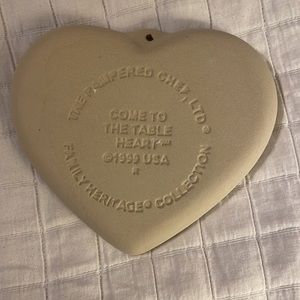 THE PAMPERED CHEF, LTD®
COME TO
THE TABLE
HEART™
©1999 USA
FAMILY HERITAGE® COLLECTION